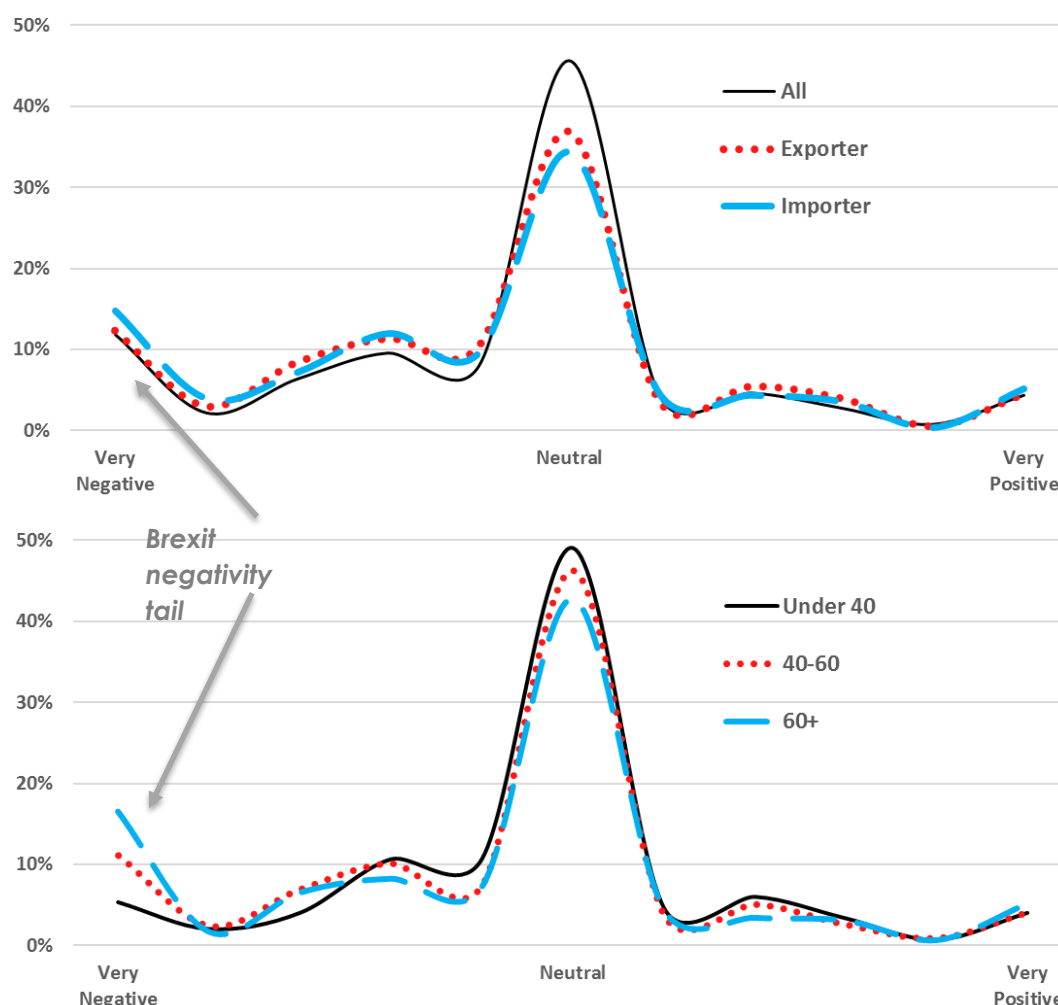 50%
40%
30%
20%
10%
0%
All
Exporter
Importer
Very
Negative
Neutral
Very
Positive
Brexit
negativity
tail
50%
40%
30%
20%
10%
0%
Under 40
40-60
60+
Very
Negative
Neutral
Very
Positive